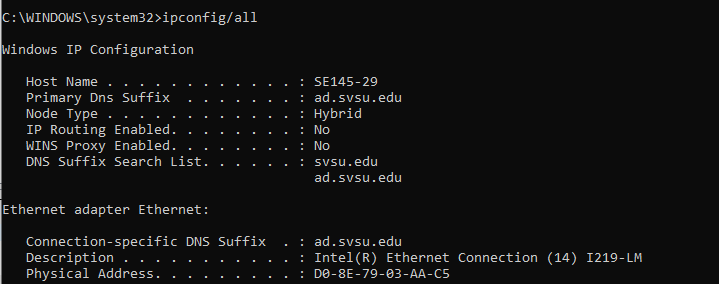 C:\WINDOWS\system32>ipconfig/all
Windows IP Configuration
Host Name . . . . . . . . . . . . : SE145-29
Primary Dns Suffix  . . . . . . . : ad.svsu.edu
Node Type . . . . . . . . . . . . : Hybrid
IP Routing Enabled. . . . . . . . : No
WINS Proxy Enabled. . . . . . . . : No
DNS Suffix Search List. . . . . . : svsu.edu
ad.svsu.edu
Ethernet adapter Ethernet:
Connection-specific DNS Suffix  . : ad.svsu.edu
Description . . . . . . . . . . . : Intel(R) Ethernet Connection (14) I219-LM
Physical Address. . . . . . . . . : D0-8E-79-03-AA-C5